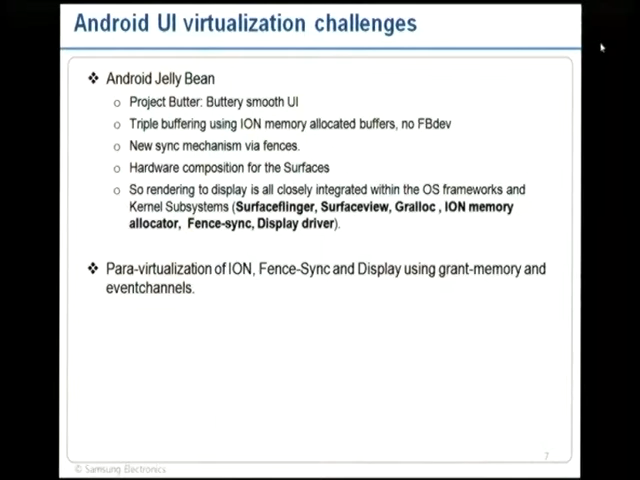 Android UI virtualization challenges
❖ Android Jelly Bean
o Project Butter: Buttery smooth UI
o Triple buffering using ION memory allocated buffers, no FBdev
o New sync mechanism via fences.
o Hardware composition for the Surfaces
o So rendering to display is all closely integrated within the OS frameworks and
Kernel Subsystems (Surfaceflinger, Surfaceview, Gralloc , ION memory
allocator, Fence-sync, Display driver).
❖ Para-virtualization of ION, Fence-Sync and Display using grant-memory and
eventchannels.
7
© Samsung Electronics